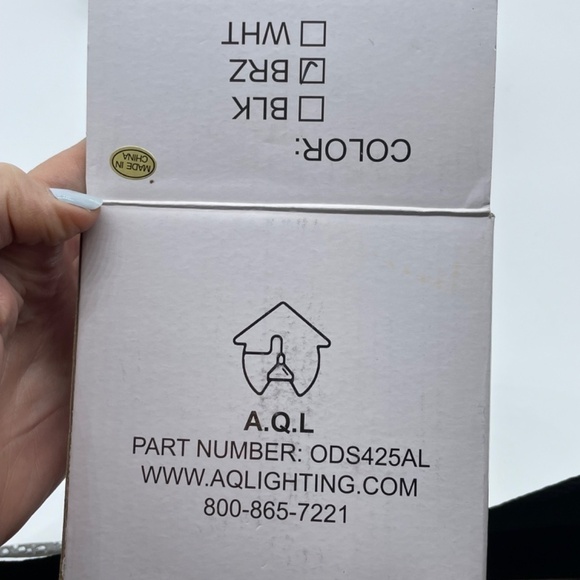 COLOR:
BLK
BRZ
WHT
MADE IN
CHINA
A.Q.L
PART NUMBER: ODS425AL
WWW.AQLIGHTING.COM
800-865-7221